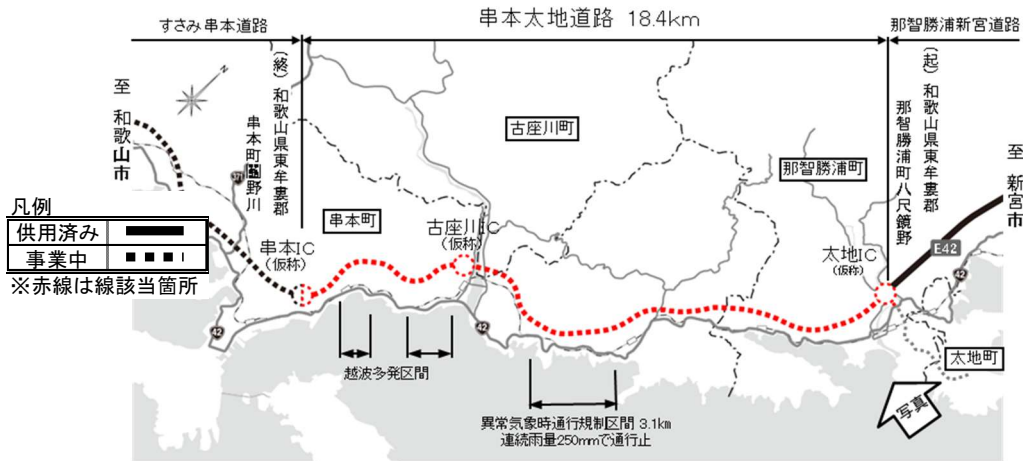 すさみ串本道路
串本太地道路 18.4km
那智勝浦新宮道路
至 和歌山市
串本町
野川
(終)和歌山県東牟婁郡
古座川町
那智勝浦町
(起)和歌山県東牟婁郡
那智勝浦町八尺鏡野
至 新宮市
N
凡例
供用済み
事業中
※赤線は線該当箇所
串本町
串本IC
(仮称)
古座川IC
(仮称)
太地IC
(仮称)
E42
42
42
42
太地町
越波多発区間
写真
異常気象時通行規制区間 3.1km
連続雨量250mmで通行止